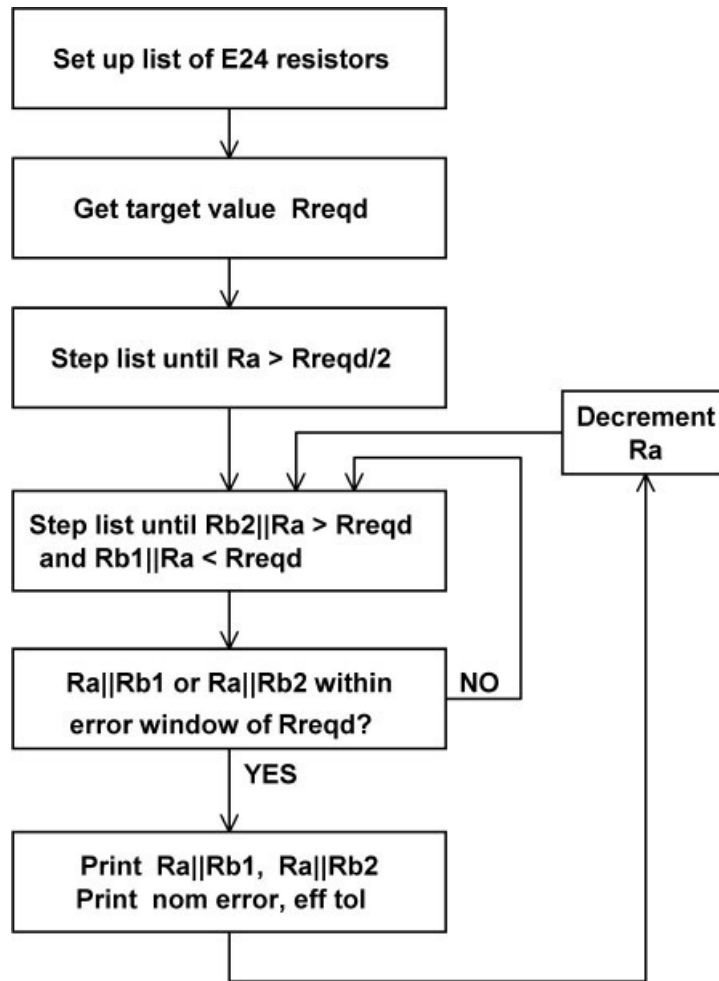 Set up list of E24 resistors
Get target value Rreqd
Step list until Ra > Rreqd/2
Decrement
Ra
Step list until Rb2||Ra > Rreqd
and Rb1||Ra < Rreqd
Ra||Rb1 or Ra||Rb2 within
error window of Rreqd?
NO
YES
Print Ra||Rb1, Ra||Rb2
Print nom error, eff tol